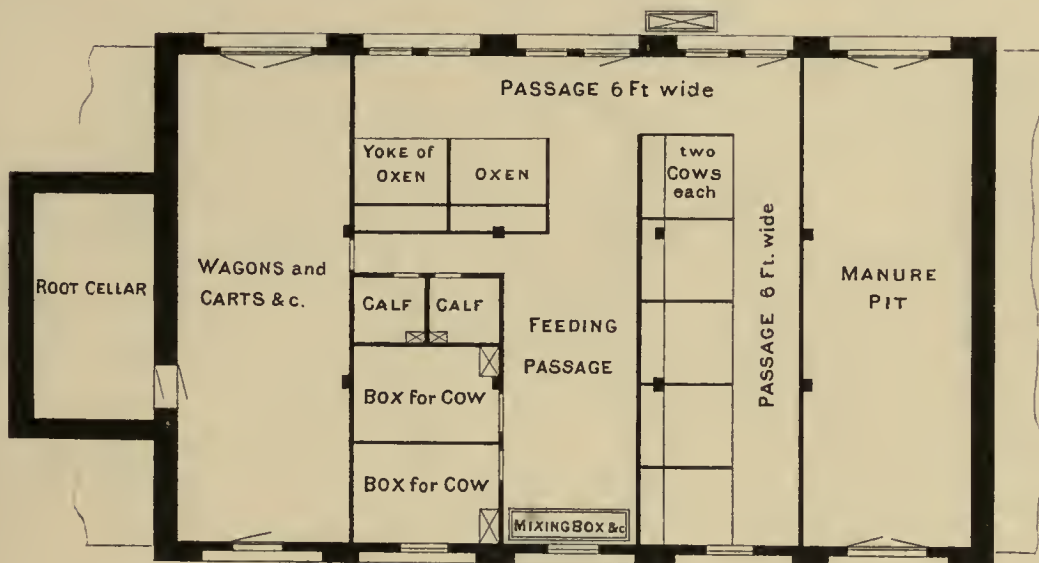 PASSAGE 6 Ft wide
YOKE of
OXEN
OXEN
two
COWS
each
ROOT CELLAR
WAGONS and
CARTS & c.
CALF
CALF
FEEDING
PASSAGE
PASSAGE 6 Ft. wide
MANURE
PIT
BOX for COW
BOX for COW
MIXING BOX &c